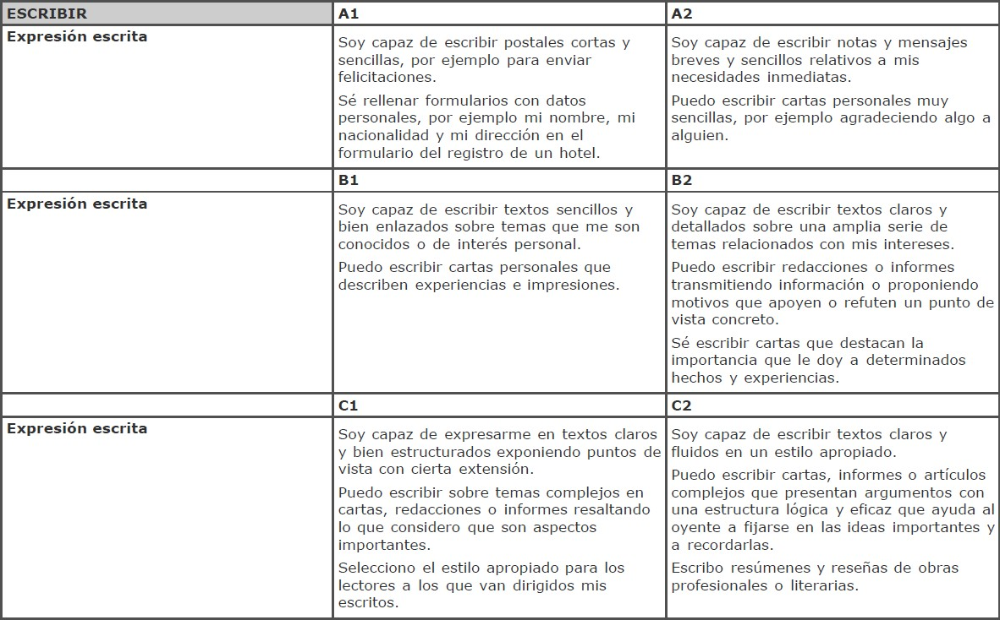 ESCRIBIR
A1
A2
Expresión escrita
Soy capaz de escribir postales cortas y
sencillas, por ejemplo para enviar
felicitaciones.
Sé rellenar formularios con datos
personales, por ejemplo mi nombre, mi
nacionalidad y mi dirección en el
formulario del registro de un hotel.
Soy capaz de escribir notas y mensajes
breves y sencillos relativos a mis
necesidades inmediatas.
Puedo escribir cartas personales muy
sencillas, por ejemplo agradeciendo algo a
alguien.
B1
B2
Expresión escrita
Soy capaz de escribir textos sencillos y
bien enlazados sobre temas que me son
conocidos o de interés personal.
Puedo escribir cartas personales que
describen experiencias e impresiones.
Soy capaz de escribir textos claros y
detallados sobre una amplia serie de
temas relacionados con mis intereses.
Puedo escribir redacciones o informes
transmitiendo información o proponiendo
motivos que apoyen o refuten un punto de
vista concreto.
Sé escribir cartas que destacan la
importancia que le doy a determinados
hechos y experiencias.
C1
C2
Expresión escrita
Soy capaz de expresarme en textos claros
y bien estructurados exponiendo puntos de
vista con cierta extensión.
Puedo escribir sobre temas complejos en
cartas, redacciones o informes resaltando
lo que considero que son aspectos
importantes.
Selecciono el estilo apropiado para los
lectores a los que van dirigidos mis
escritos.
Soy capaz de escribir textos claros y
fluidos en un estilo apropiado.
Puedo escribir cartas, informes o artículos
complejos que presentan argumentos con
una estructura lógica y eficaz que ayuda al
oyente a fijarse en las ideas importantes y
a recordarlas.
Escribo resúmenes y reseñas de obras
profesionales o literarias.